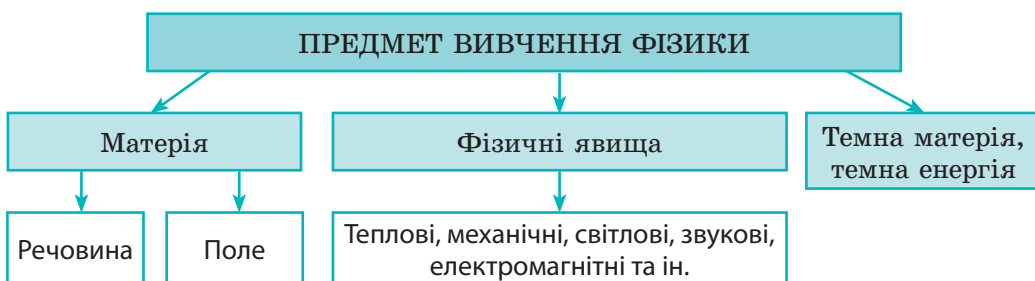 ПРЕДМЕТ ВИВЧЕННЯ ФІЗИКИ
Матерія
Фізичні явища
Темна матерія,
темна енергія
Речовина
Поле
Теплові, механічні, світлові, звукові,
електромагнітні та ін.